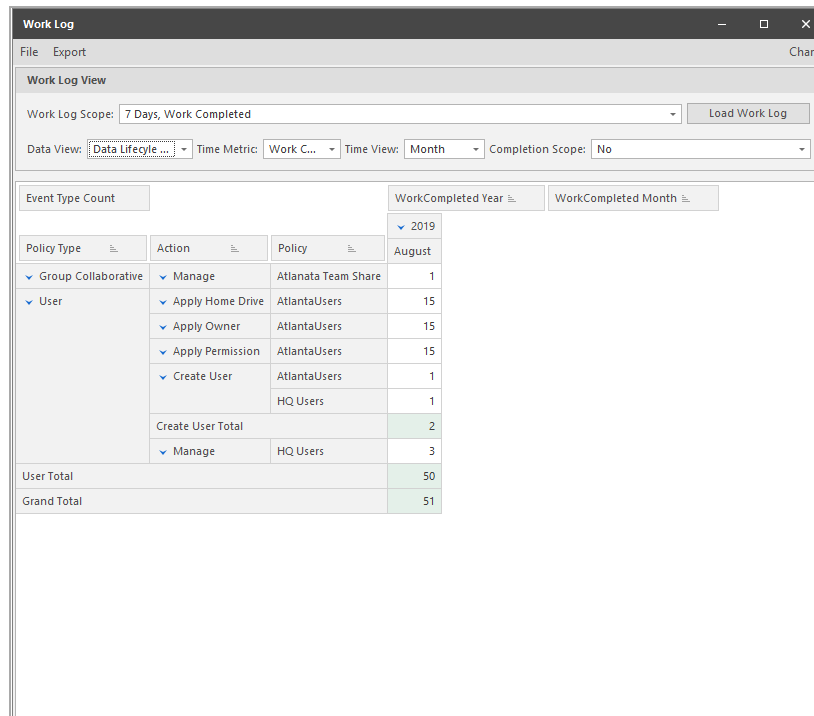 Work Log
File Export Char
Work Log View
Work Log Scope: 7 Days, Work Completed Load Work Log
Data View: Data Lifecyle ... Time Metric: Work C... Time View: Month Completion Scope: No
Event Type Count WorkCompleted Year WorkCompleted Month
2019
Policy Type Action Policy August
Group Collaborative Manage Atlanata Team Share 1
User Apply Home Drive AtlantaUsers 15
Apply Owner AtlantaUsers 15
Apply Permission AtlantaUsers 15
Create User AtlantaUsers 1
HQ Users 1
Create User Total 2
Manage HQ Users 3
User Total 50
Grand Total 51